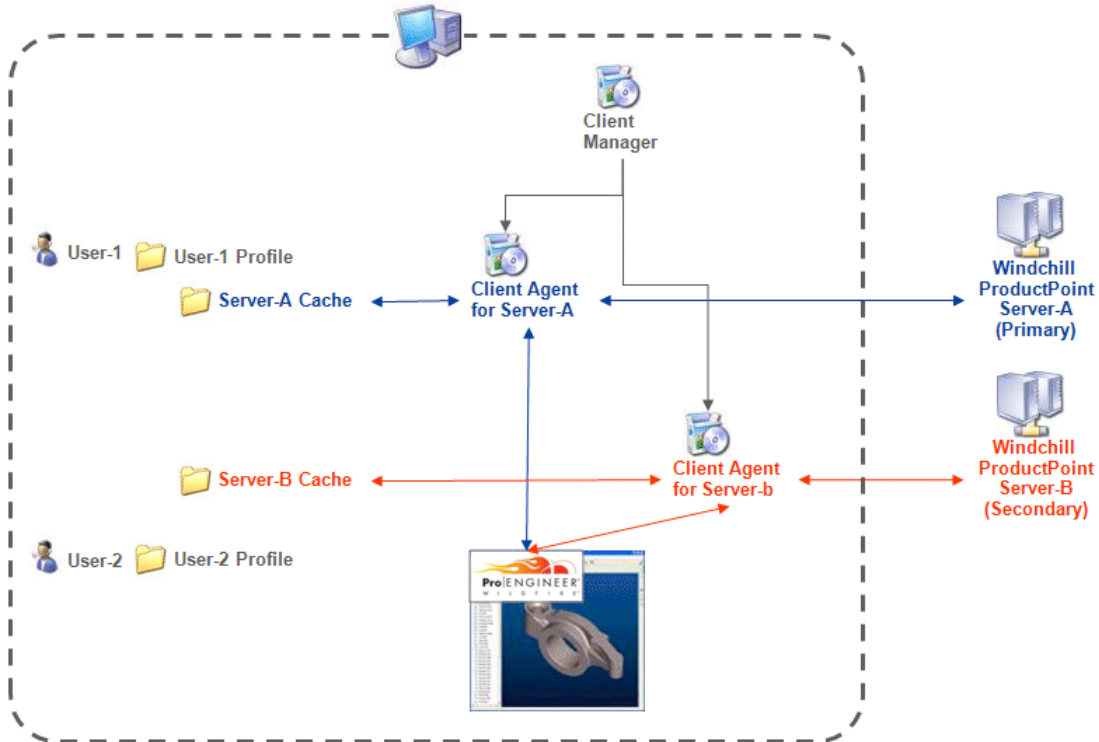 Client
Manager
User-1
User-1 Profile
Server-A Cache
Client Agent
for Server-A
Windchill
ProductPoint
Server-A
(Primary)
Server-B Cache
Client Agent
for Server-b
Windchill
ProductPoint
Server-B
(Secondary)
User-2
User-2 Profile
Pro|ENGINEER®
WILDFIRE®